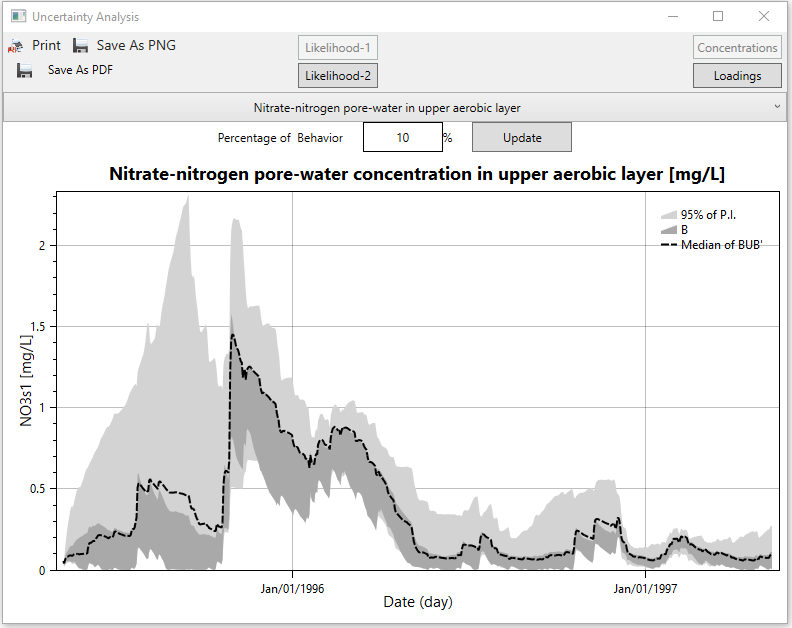 Uncertainty Analysis
Print Save As PNG
Save As PDF
Likelihood-1
Likelihood-2
Concentrations
Loadings
Nitrate-nitrogen pore-water in upper aerobic layer
Percentage of Behavior 10 % Update
Nitrate-nitrogen pore-water concentration in upper aerobic layer [mg/L]
95% of P.I.
B
Median of BUB'
2
1.5
1
0.5
0
NO3s1 [mg/L]
Jan/01/1996 Jan/01/1997
Date (day)